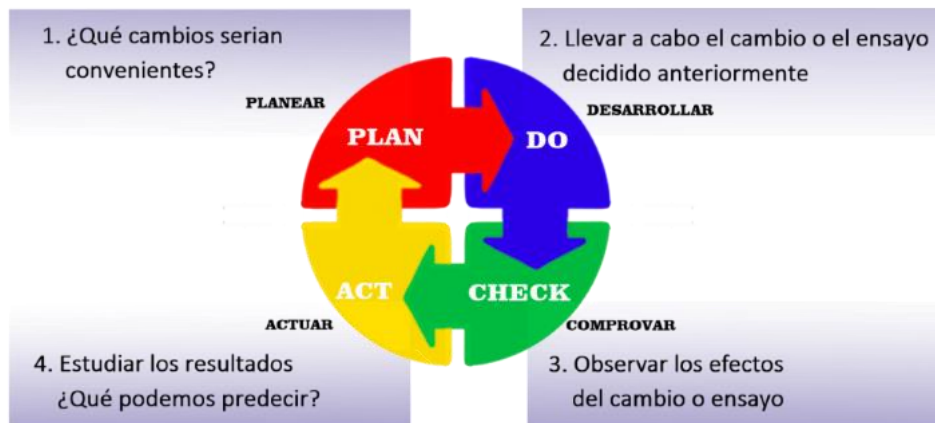 1. ¿Qué cambios serian
convenientes?
PLANEAR
PLAN
2. Llevar a cabo el cambio o el ensayo
decidido anteriormente
DESARROLLAR
DO
ACT
ACTUAR
4. Estudiar los resultados
¿Qué podemos predecir?
CHECK
COMPROVAR
3. Observar los efectos
del cambio o ensayo